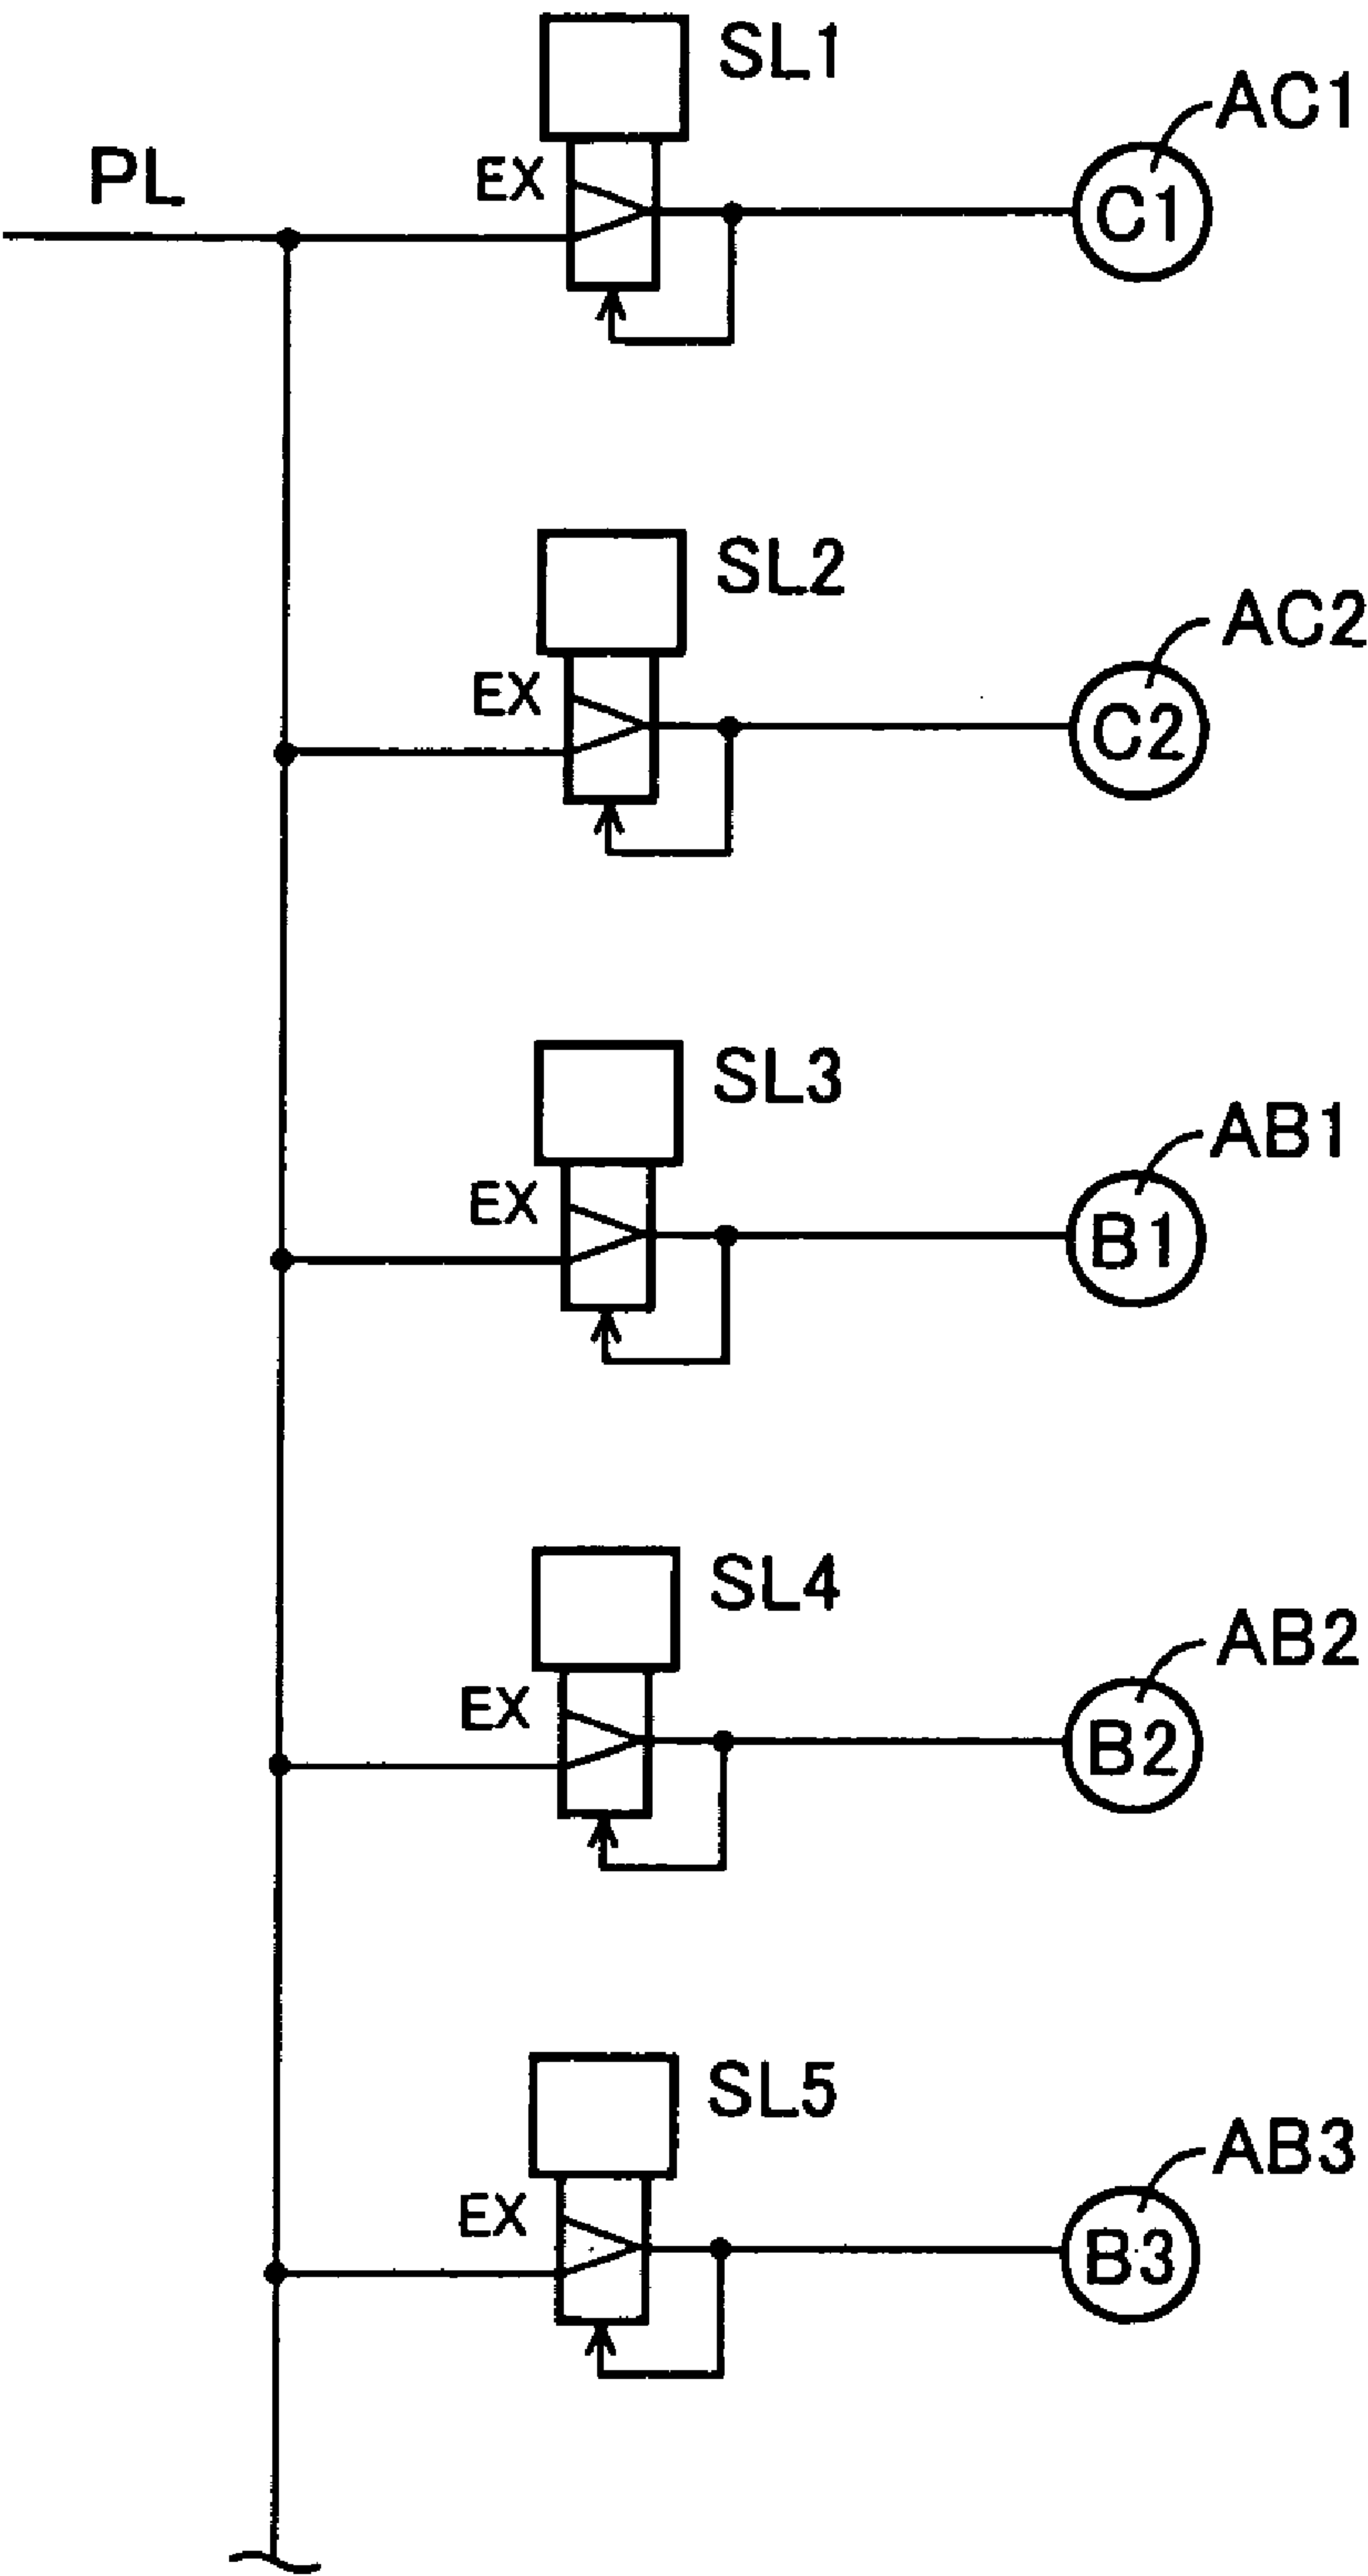 SL1
AC1
PL
EX
C1
SL2
AC2
EX
C2
SL3
AB1
EX
B1
SL4
AB2
EX
B2
SL5
AB3
EX
B3